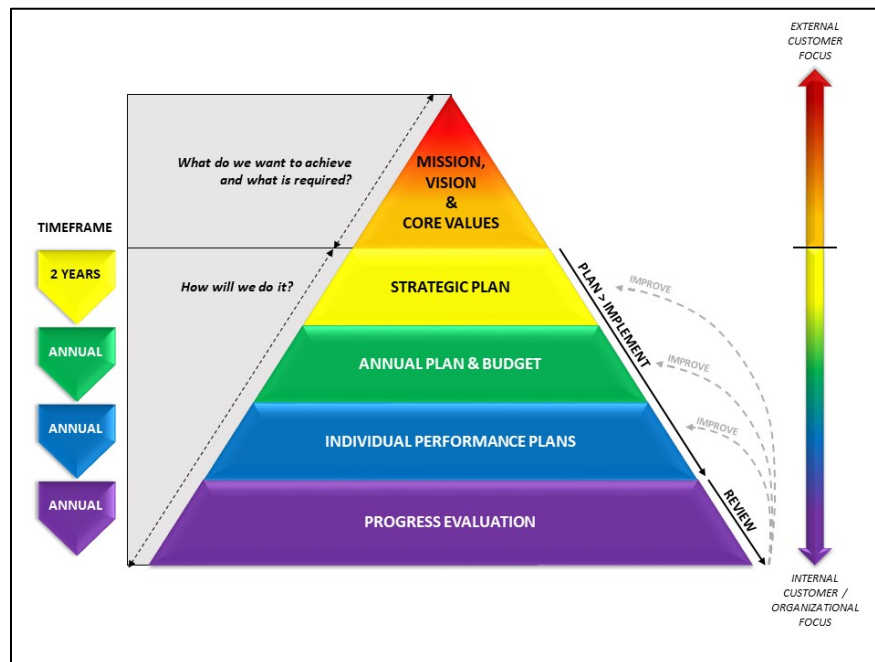 EXTERNAL
CUSTOMER
FOCUS
What do we want to achieve
and what is required?
MISSION,
VISION
&
CORE VALUES
TIMEFRAME
2 YEARS
How will we do it?
STRATEGIC PLAN
PLAN > IMPLEMENT
IMPROVE
ANNUAL
ANNUAL PLAN & BUDGET
IMPROVE
ANNUAL
INDIVIDUAL PERFORMANCE PLANS
IMPROVE
ANNUAL
PROGRESS EVALUATION
REVIEW
INTERNAL
CUSTOMER /
ORGANIZATIONAL
FOCUS